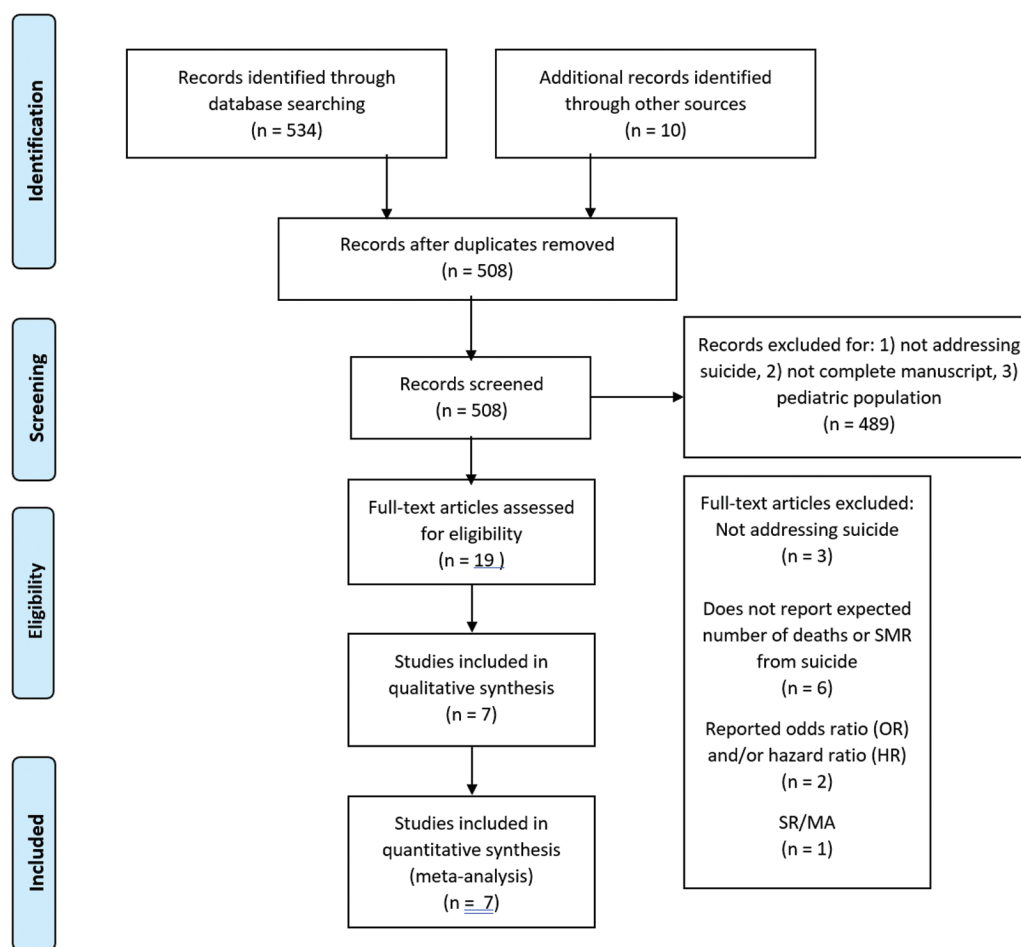 Identification
Records identified through
database searching
(n = 534)
Additional records identified
through other sources
(n = 10)
Records after duplicates removed
(n = 508)
Screening
Records screened
(n = 508)
Records excluded for: 1) not addressing
suicide, 2) not complete manuscript, 3)
pediatric population
(n = 489)
Eligibility
Full-text articles assessed
for eligibility
(n = 19 )
Full-text articles excluded:
Not addressing suicide
(n = 3)
Does not report expected
number of deaths or SMR
from suicide
(n = 6)
Reported odds ratio (OR)
and/or hazard ratio (HR)
(n = 2)
SR/MA
(n = 1)
Studies included in
qualitative synthesis
(n = 7)
Included
Studies included in
quantitative synthesis
(meta-analysis)
(n = 7)